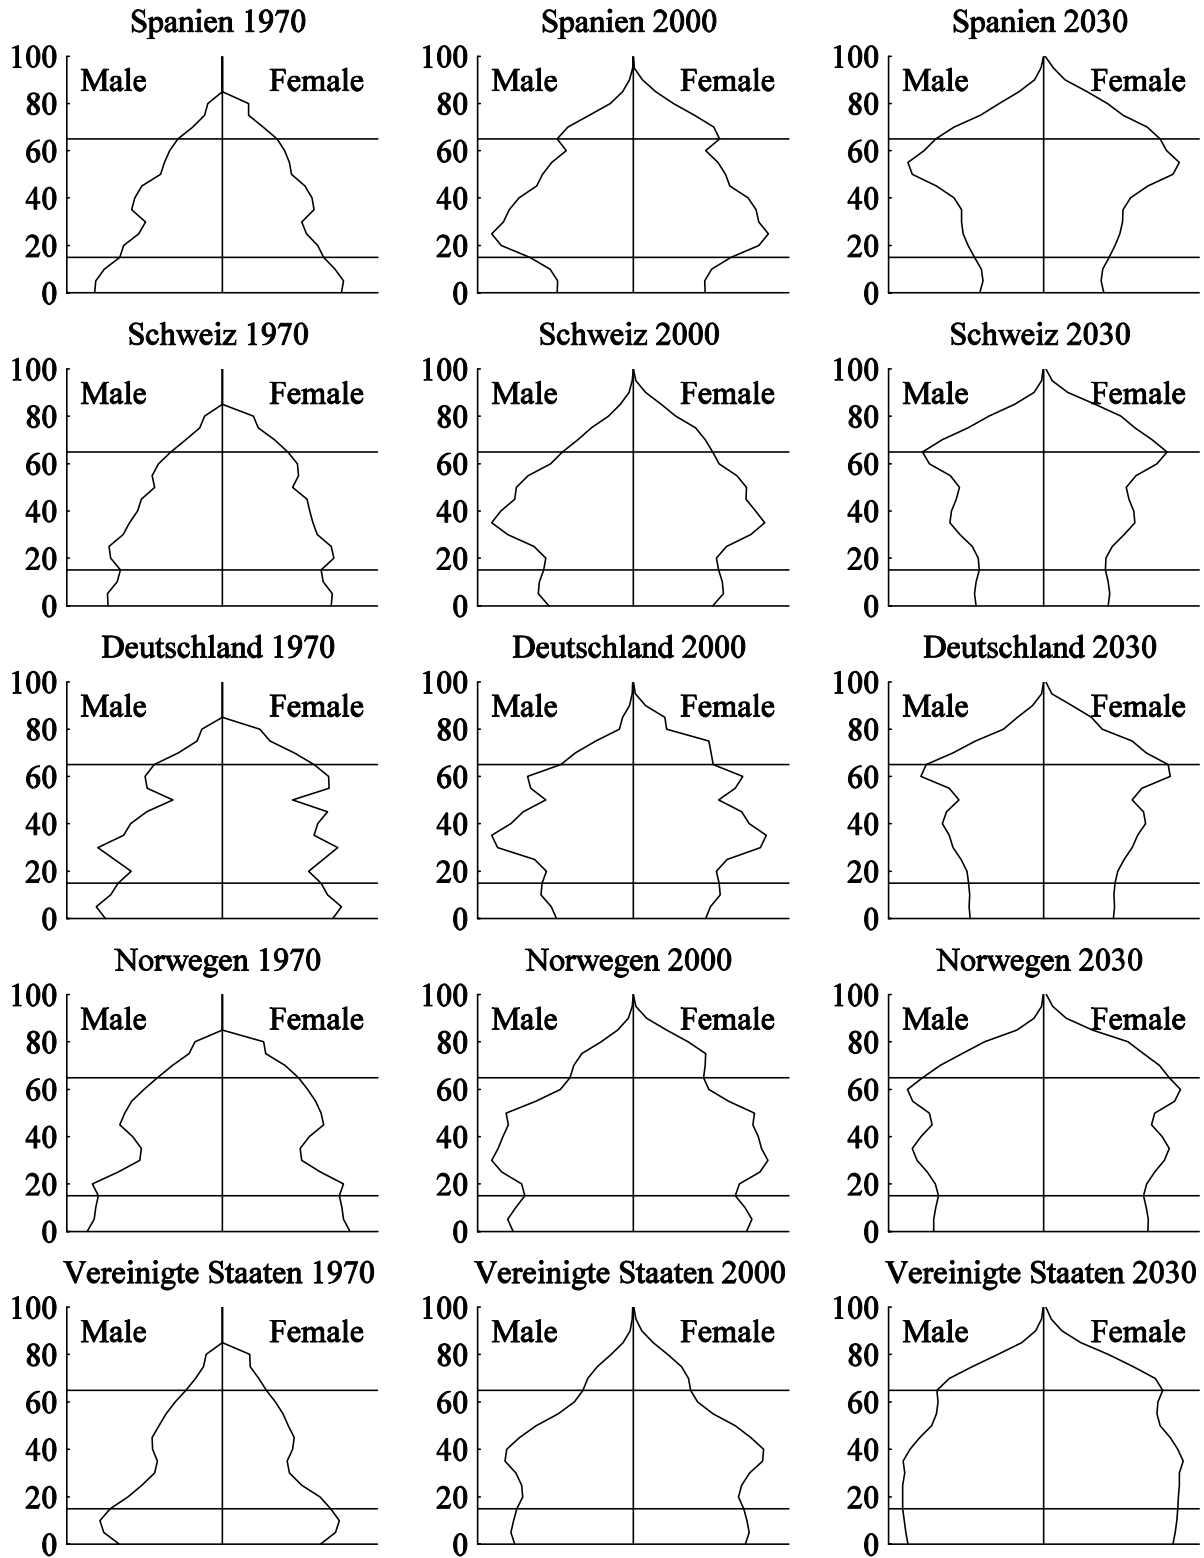 Spanien 1970 Spanien 2000 Spanien 2030
100 Male Female 100 Male Female 100 Male Female
80 80 80
60 60 60
40 40 40
20 20 20
0 0 0
Schweiz 1970 Schweiz 2000 Schweiz 2030
100 Male Female 100 Male Female 100 Male Female
80 80 80
60 60 60
40 40 40
20 20 20
0 0 0
Deutschland 1970 Deutschland 2000 Deutschland 2030
100 Male Female 100 Male Female 100 Male Female
80 80 80
60 60 60
40 40 40
20 20 20
0 0 0
Norwegen 1970 Norwegen 2000 Norwegen 2030
100 Male Female 100 Male Female 100 Male Female
80 80 80
60 60 60
40 40 40
20 20 20
0 0 0
Vereinigte Staaten 1970 Vereinigte Staaten 2000 Vereinigte Staaten 2030
100 Male Female 100 Male Female 100 Male Female
80 80 80
60 60 60
40 40 40
20 20 20
0 0 0